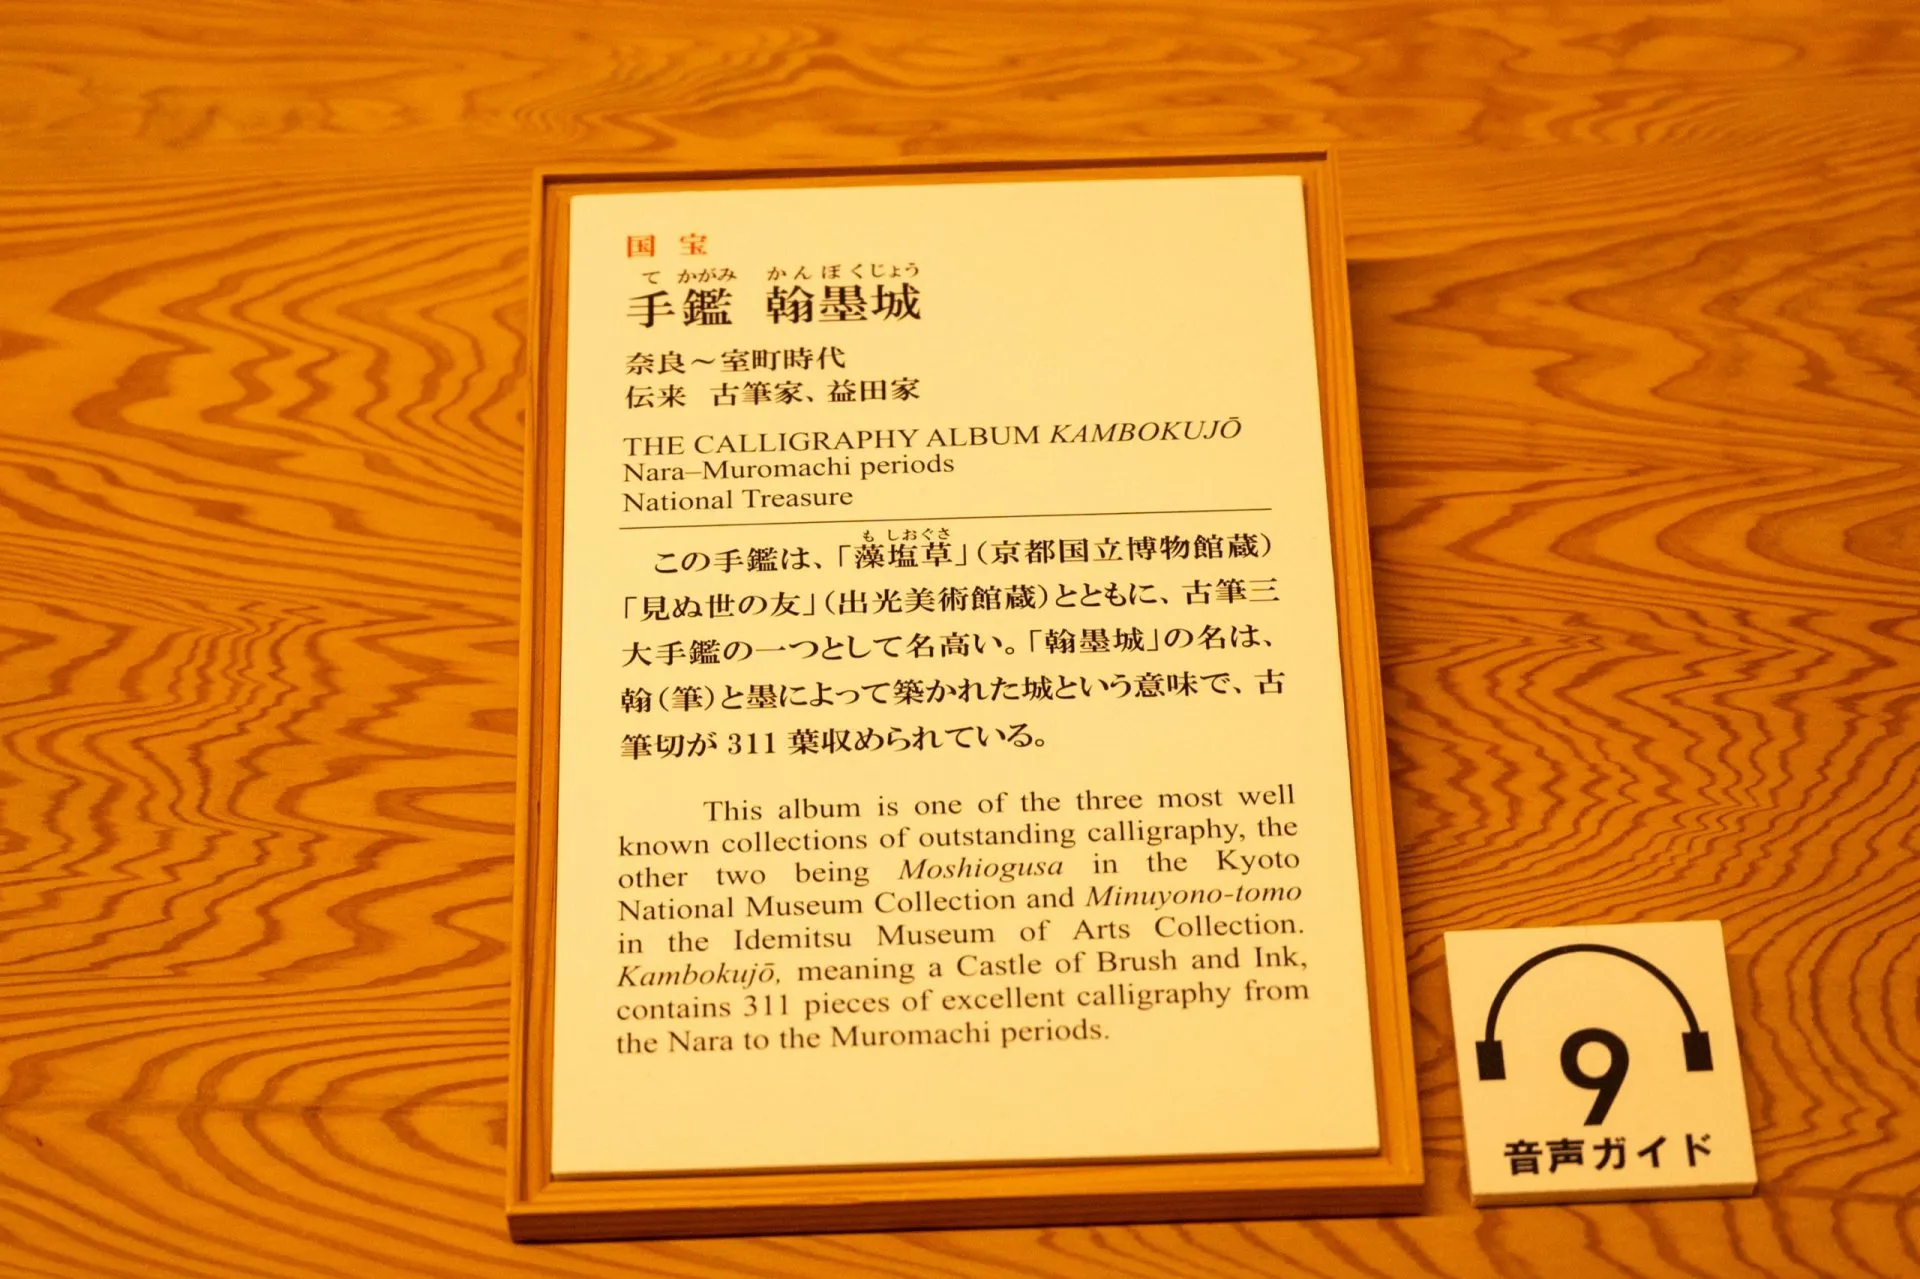 国宝
てかがみ かんぼくじょう
手鑑 翰墨城
奈良～室町時代
伝来 古筆家、益田家
THE CALLIGRAPHY ALBUM KAMBOKUJŌ
Nara–Muromachi periods
National Treasure
もしおぐさ
この手鑑は、「藻塩草」（京都国立博物館蔵）
「見ぬ世の友」（出光美術館蔵）とともに、古筆三
大手鑑の一つとして名高い。「翰墨城」の名は、
翰（筆）と墨によって築かれた城という意味で、古
筆切が 311 葉収められている。
This album is one of the three most well
known collections of outstanding calligraphy, the
other two being Moshiogusa in the Kyoto
National Museum Collection and Minuyono-tomo
in the Idemitsu Museum of Arts Collection.
Kambokujō, meaning a Castle of Brush and Ink,
contains 311 pieces of excellent calligraphy from
the Nara to the Muromachi periods.
9
音声ガイド